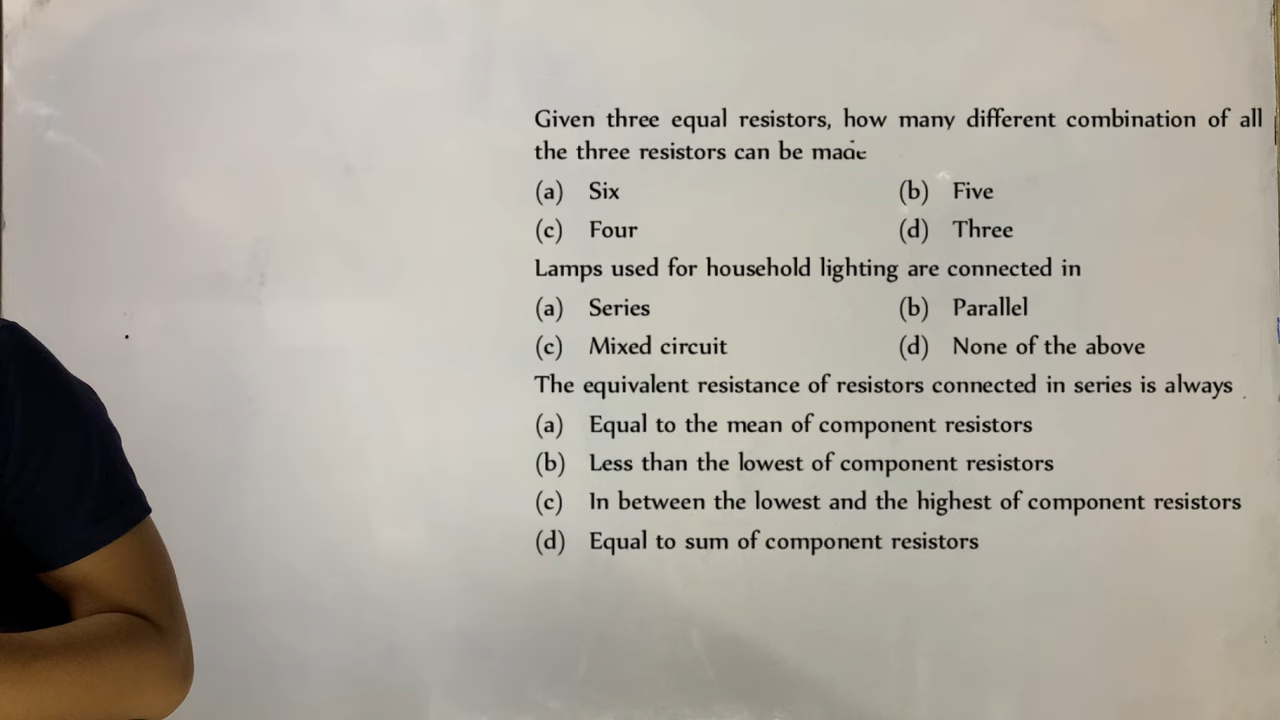 Given three equal resistors, how many different combination of all
the three resistors can be made
(a) Six (b) Five
(c) Four (d) Three
Lamps used for household lighting are connected in
(a) Series (b) Parallel
(c) Mixed circuit (d) None of the above
The equivalent resistance of resistors connected in series is always
(a) Equal to the mean of component resistors
(b) Less than the lowest of component resistors
(c) In between the lowest and the highest of component resistors
(d) Equal to sum of component resistors